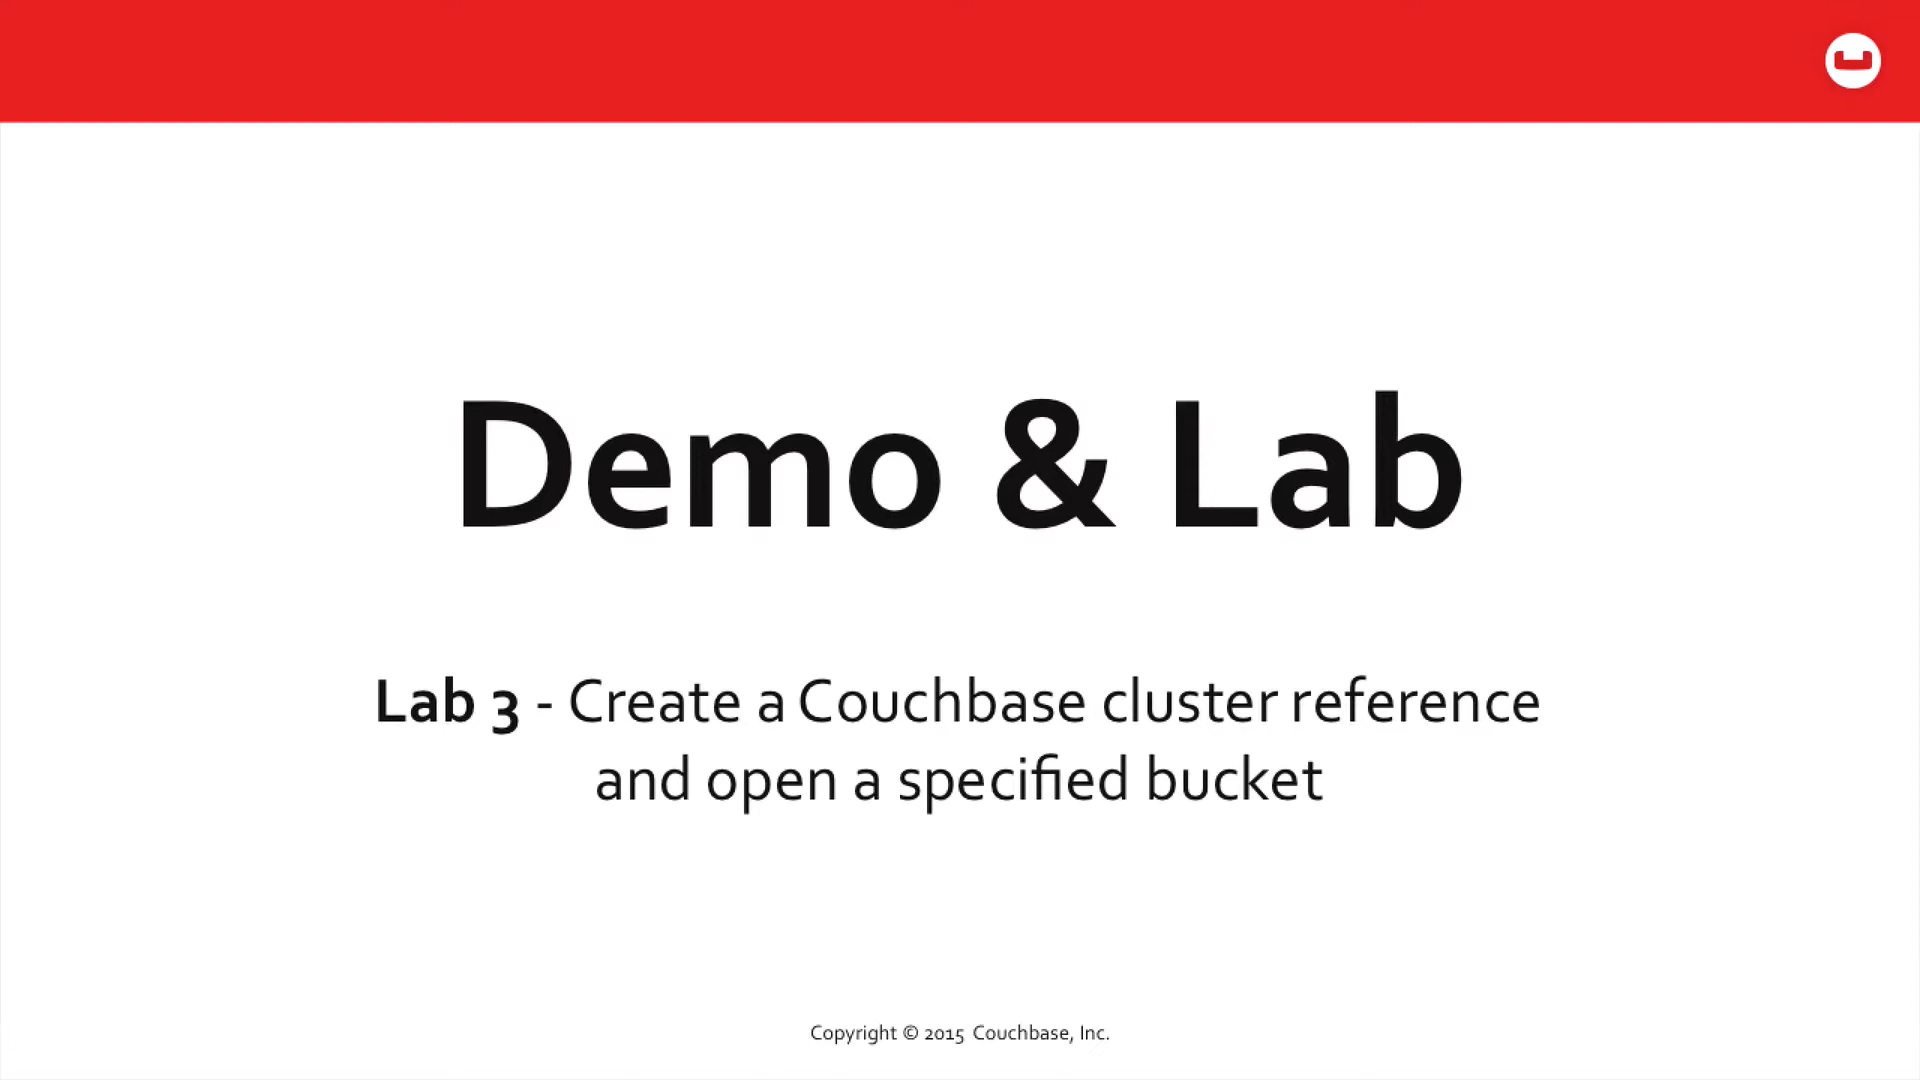 Demo & Lab
Lab 3 - Create a Couchbase cluster reference
and open a specified bucket
Copyright © 2015 Couchbase, Inc.